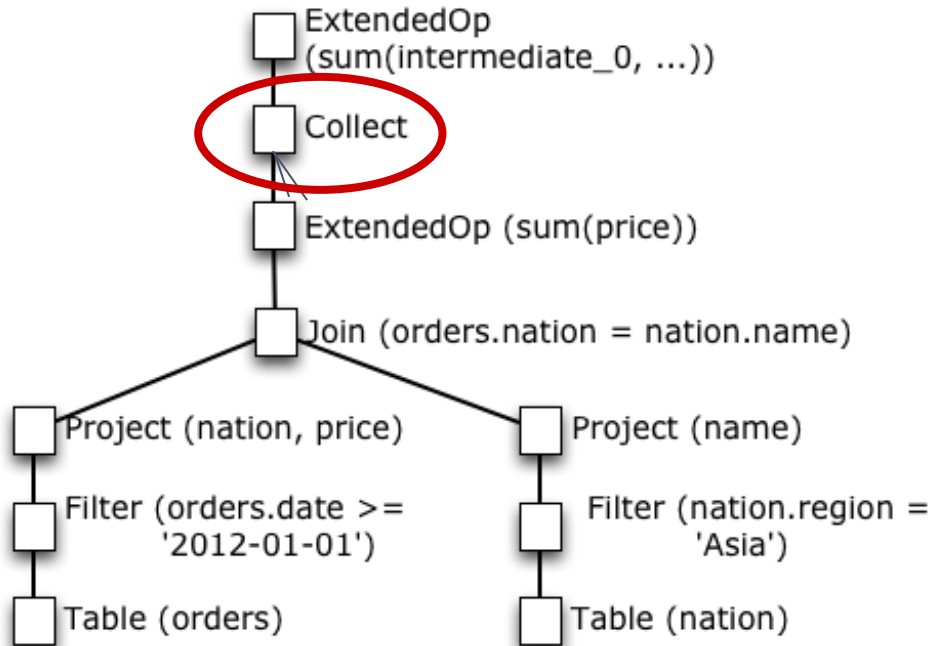 ExtendedOp
(sum(intermediate_0, ...))
Collect
ExtendedOp (sum(price))
Join (orders.nation = nation.name)
Project (nation, price)
Project (name)
Filter (orders.date >=
'2012-01-01')
Filter (nation.region =
'Asia')
Table (orders)
Table (nation)